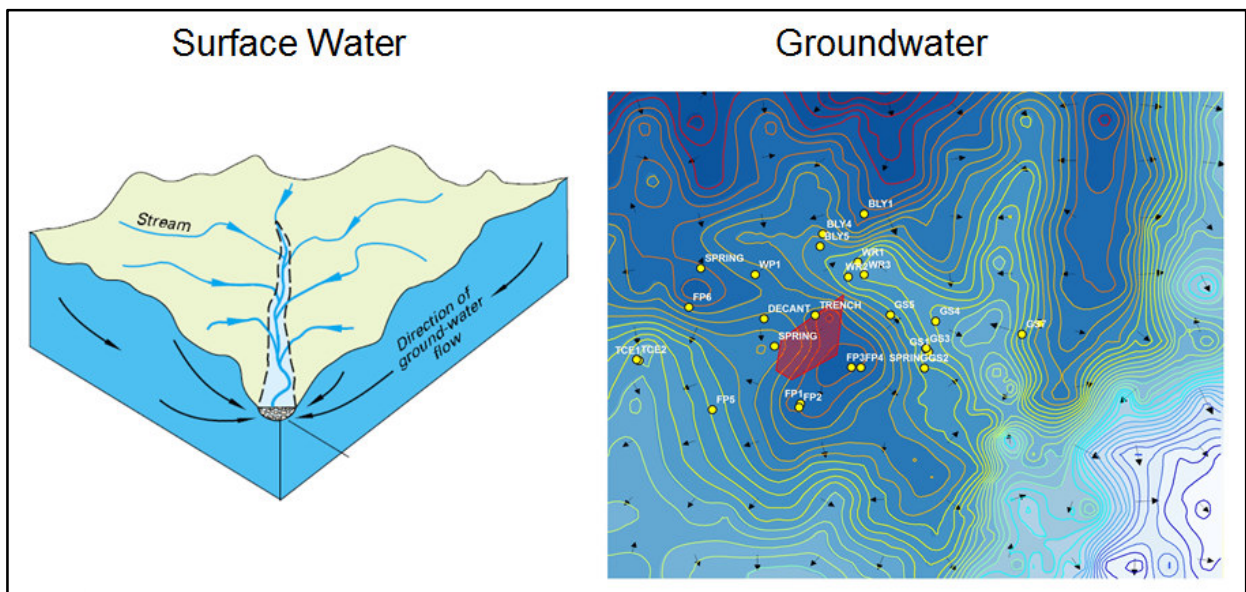 Surface Water
Groundwater
Stream
Direction of
ground-water
flow
BLY1
BLY4
BLY5
WR1
WR2
WR3
SPRING
WP1
FP6
DECANT
TRENCH
GS5
GS4
SPRING
TCE1
TCE2
FP3
FP4
GS3
SPRING
GS2
FP5
FP1
FP2